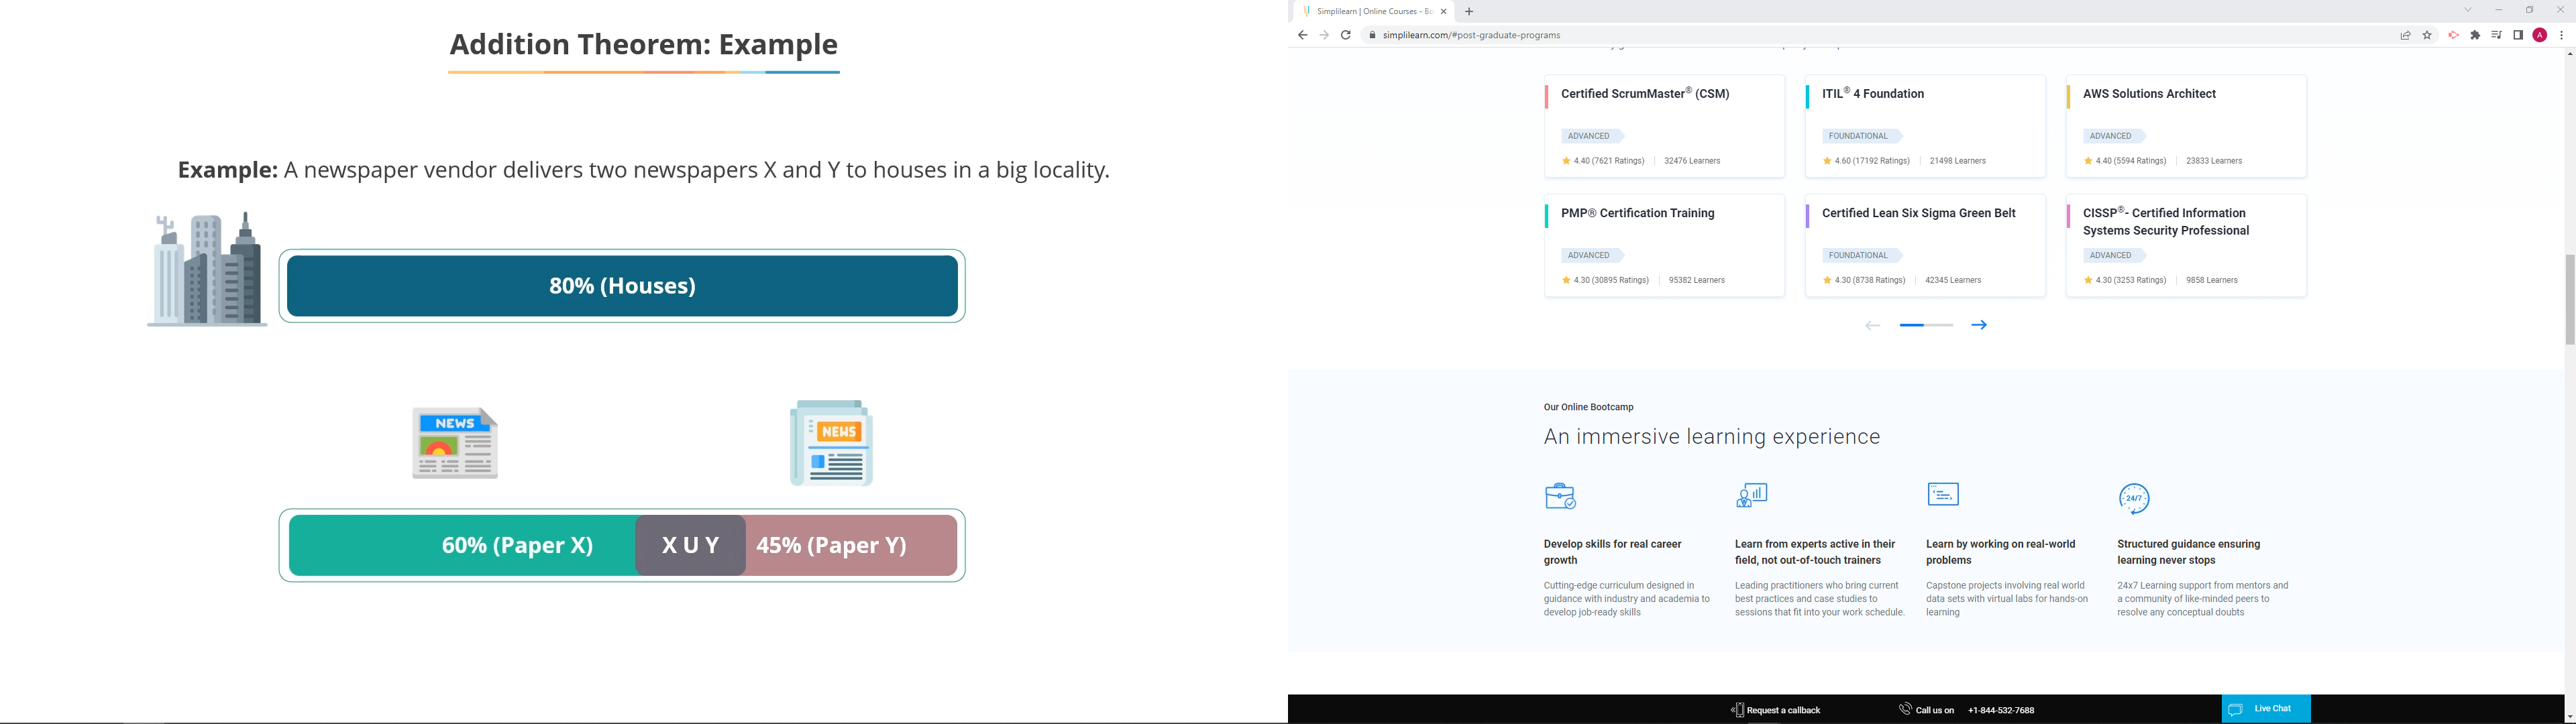 Addition Theorem: Example
Example: A newspaper vendor delivers two newspapers X and Y to houses in a big locality.
80% (Houses)
NEWS
NEWS
60% (Paper X)
X U Y
45% (Paper Y)
Simplilearn | Online Courses - Bo
simplilearn.com/#post-graduate-programs
A
Certified ScrumMaster® (CSM)
ADVANCED
4.40 (7621 Ratings)
32476 Learners
ITIL® 4 Foundation
FOUNDATIONAL
4.60 (17192 Ratings)
21498 Learners
AWS Solutions Architect
ADVANCED
4.40 (5594 Ratings)
23833 Learners
PMP® Certification Training
ADVANCED
4.30 (30895 Ratings)
95382 Learners
Certified Lean Six Sigma Green Belt
FOUNDATIONAL
4.30 (8738 Ratings)
42345 Learners
CISSP®- Certified Information
Systems Security Professional
ADVANCED
4.30 (3253 Ratings)
9858 Learners
Our Online Bootcamp
An immersive learning experience
Develop skills for real career
growth
Cutting-edge curriculum designed in
guidance with industry and academia to
develop job-ready skills
Learn from experts active in their
field, not out-of-touch trainers
Leading practitioners who bring current
best practices and case studies to
sessions that fit into your work schedule.
Learn by working on real-world
problems
Capstone projects involving real world
data sets with virtual labs for hands-on
learning
24/7
Structured guidance ensuring
learning never stops
24x7 Learning support from mentors and
a community of like-minded peers to
resolve any conceptual doubts
Request a callback
Call us on
+1-844-532-7688
Live Chat